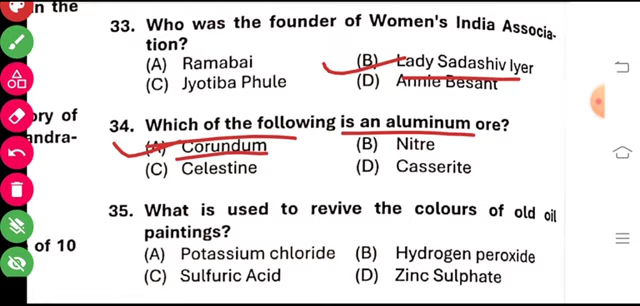 n the
33. Who was the founder of Women's India Associa-
tion?
(A) Ramabai (B) Lady Sadashiv Iyer
(C) Jyotiba Phule (D) Annie Besant
ory of
34. Which of the following is an aluminum ore?
andra-
(A) Corundum (B) Nitre
(C) Celestine (D) Casserite
35. What is used to revive the colours of old oil
paintings?
of 10
(A) Potassium chloride (B) Hydrogen peroxide
(C) Sulfuric Acid (D) Zinc Sulphate